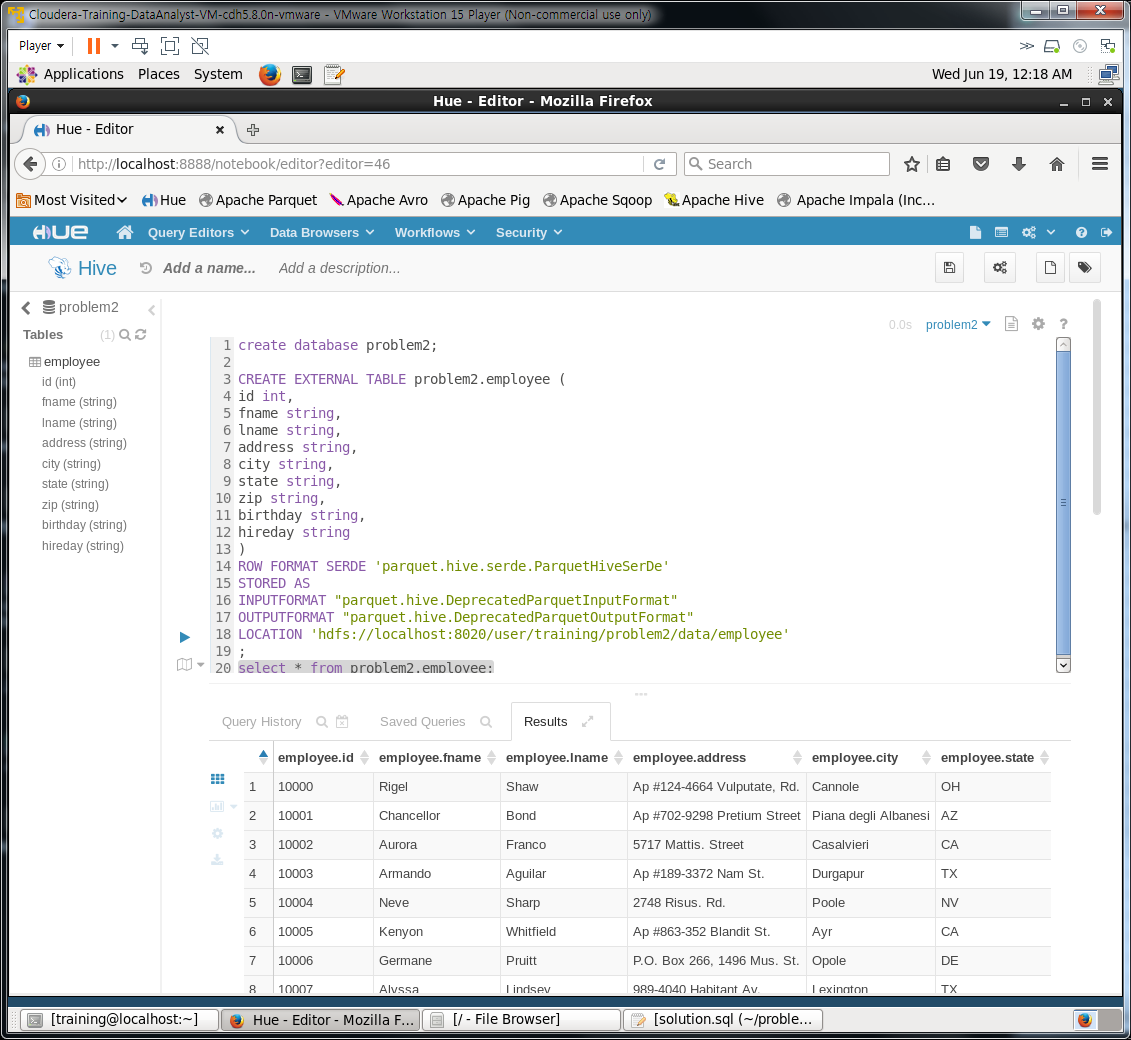 Cloudera-Training-DataAnalyst-VM-cdh5.8.0n-vmware - VMware Workstation 15 Player (Non-commercial use only)
Player
Applications Places System Wed Jun 19, 12:18 AM
Hue - Editor - Mozilla Firefox
Hue - Editor
http://localhost:8888/notebook/editor?editor=46 Search
Most Visited Hue Apache Parquet Apache Avro Apache Pig Apache Sqoop Apache Hive Apache Impala (Inc...
HUE Query Editors Data Browsers Workflows Security
Hive Add a name... Add a description...
problem2
Tables (1)
employee
id (int)
fname (string)
lname (string)
address (string)
city (string)
state (string)
zip (string)
birthday (string)
hireday (string)
0.0s problem2 ?
1 create database problem2;
2
3 CREATE EXTERNAL TABLE problem2.employee (
4 id int,
5 fname string,
6 lname string,
7 address string,
8 city string,
9 state string,
10 zip string,
11 birthday string,
12 hireday string
13 )
14 ROW FORMAT SERDE 'parquet.hive.serde.ParquetHiveSerDe'
15 STORED AS
16 INPUTFORMAT "parquet.hive.DeprecatedParquetInputFormat"
17 OUTPUTFORMAT "parquet.hive.DeprecatedParquetOutputFormat"
18 LOCATION 'hdfs://localhost:8020/user/training/problem2/data/employee'
19 ;
20 select * from problem2.employee;
Query History Saved Queries Results
employee.id employee.fname employee.lname employee.address employee.city employee.state
1 10000 Rigel Shaw Ap #124-4664 Vulputate, Rd. Cannole OH
2 10001 Chancellor Bond Ap #702-9298 Pretium Street Piana degli Albanesi AZ
3 10002 Aurora Franco 5717 Mattis. Street Casalvieri CA
4 10003 Armando Aguilar Ap #189-3372 Nam St. Durgapur TX
5 10004 Neve Sharp 2748 Risus. Rd. Poole NV
6 10005 Kenyon Whitfield Ap #863-352 Blandit St. Ayr CA
7 10006 Germane Pruitt P.O. Box 266, 1496 Mus. St. Opole DE
8 10007 Alyssa Lindsey 989-4040 Habitant Av. Lexington TX
[training@localhost:~] Hue - Editor - Mozilla F... [/ - File Browser] [solution.sql (~/proble...